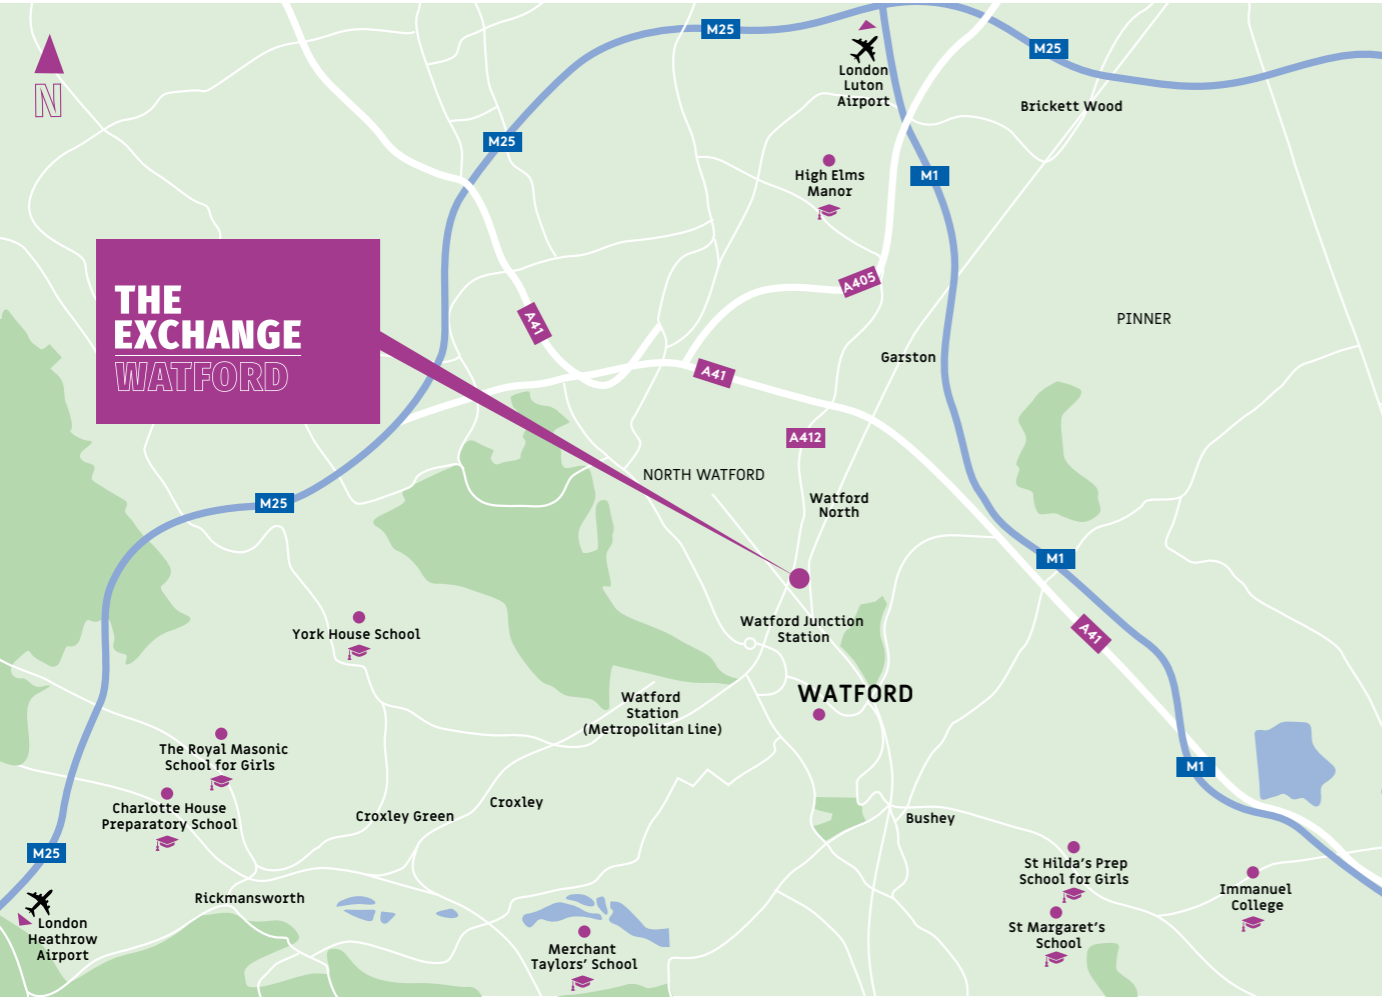 M25
M25
N
London
Luton
Airport
Brickett Wood
M25
High Elms
Manor
M1
THE
EXCHANGE
WATFORD
A405
A41
PINNER
Garston
A41
A412
NORTH WATFORD
Watford
North
M25
M1
Watford Junction
Station
York House School
A41
WATFORD
Watford
Station
(Metropolitan Line)
The Royal Masonic
School for Girls
M1
Charlotte House
Preparatory School
Croxley Green
Croxley
Bushey
M25
St Hilda's Prep
School for Girls
Immanuel
College
Rickmansworth
London
Heathrow
Airport
St Margaret's
School
Merchant
Taylors' School